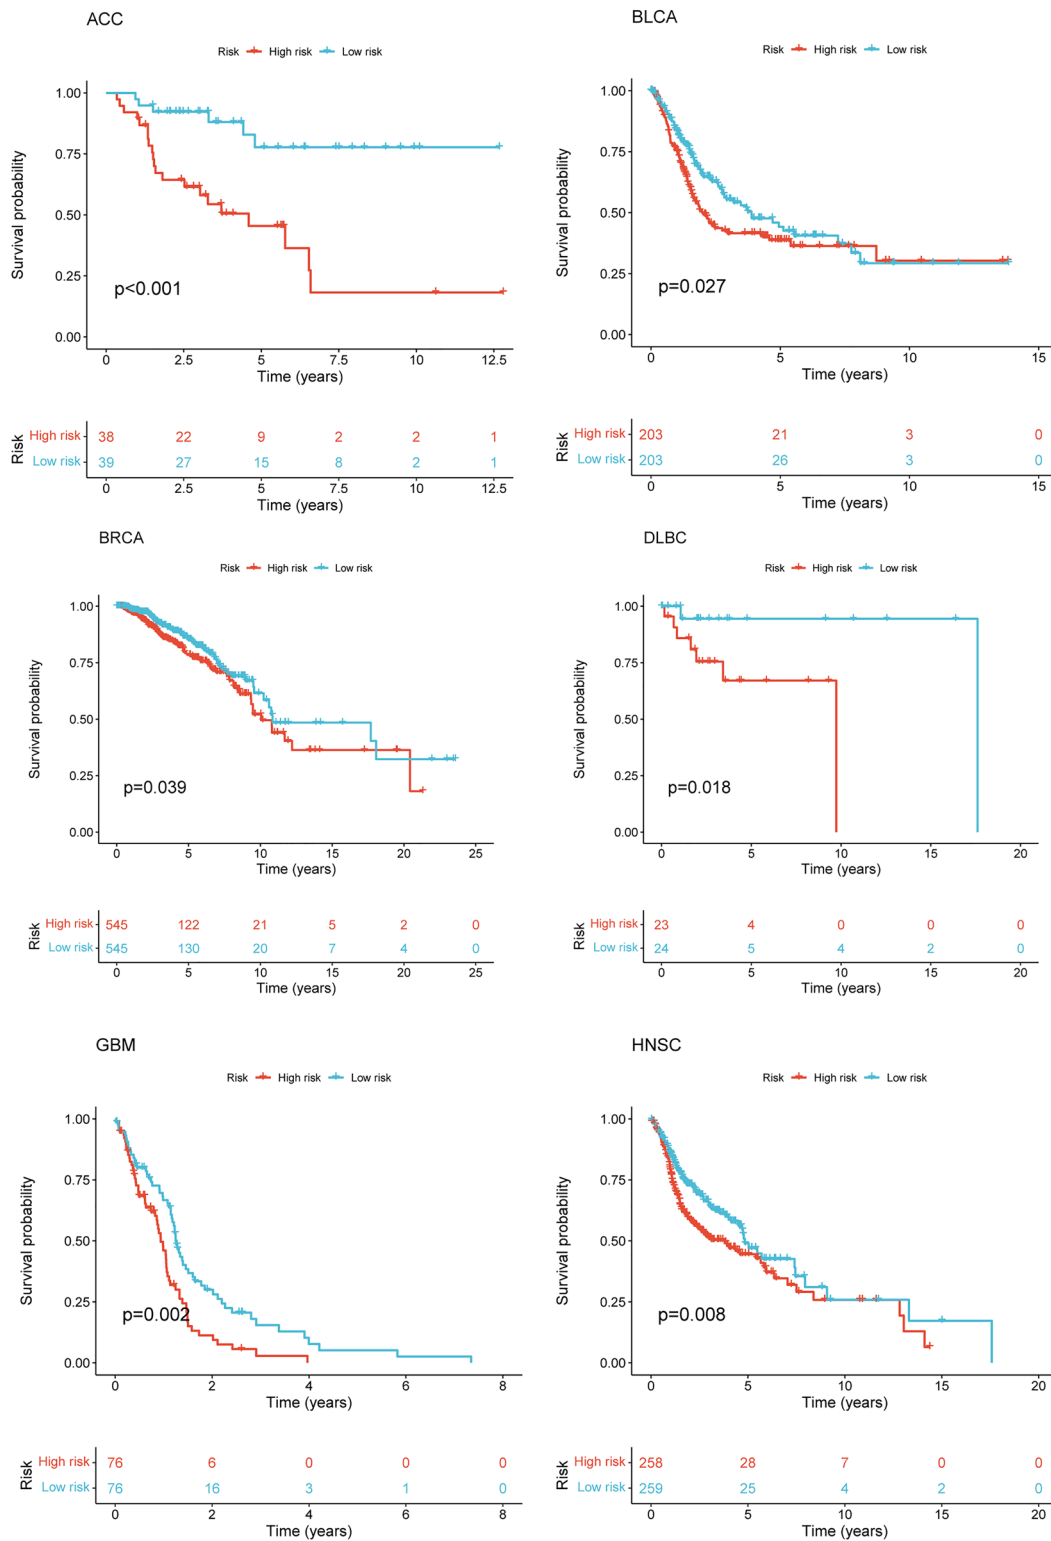 ACC
Risk High risk Low risk
Survival probability
1.00
0.75
0.50
0.25
0.00
p<0.001
0 2.5 5 7.5 10 12.5
Time (years)
Risk
High risk 38 22 9 2 2 1
Low risk 39 27 15 8 2 1
0 2.5 5 7.5 10 12.5
Time (years)
BLCA
Risk High risk Low risk
Survival probability
1.00
0.75
0.50
0.25
0.00
p=0.027
0 5 10 15
Time (years)
Risk
High risk 203 21 3 0
Low risk 203 26 3 0
0 5 10 15
Time (years)
BRCA
Risk High risk Low risk
Survival probability
1.00
0.75
0.50
0.25
0.00
p=0.039
0 5 10 15 20 25
Time (years)
Risk
High risk 545 122 21 5 2 0
Low risk 545 130 20 7 4 0
0 5 10 15 20 25
Time (years)
DLBC
Risk High risk Low risk
Survival probability
1.00
0.75
0.50
0.25
0.00
p=0.018
0 5 10 15 20
Time (years)
Risk
High risk 23 4 0 0 0
Low risk 24 5 4 2 0
0 5 10 15 20
Time (years)
GBM
Risk High risk Low risk
Survival probability
1.00
0.75
0.50
0.25
0.00
p=0.002
0 2 4 6 8
Time (years)
Risk
High risk 76 6 0 0 0
Low risk 76 16 3 1 0
0 2 4 6 8
Time (years)
HNSC
Risk High risk Low risk
Survival probability
1.00
0.75
0.50
0.25
0.00
p=0.008
0 5 10 15 20
Time (years)
Risk
High risk 258 28 7 0 0
Low risk 259 25 4 2 0
0 5 10 15 20
Time (years)